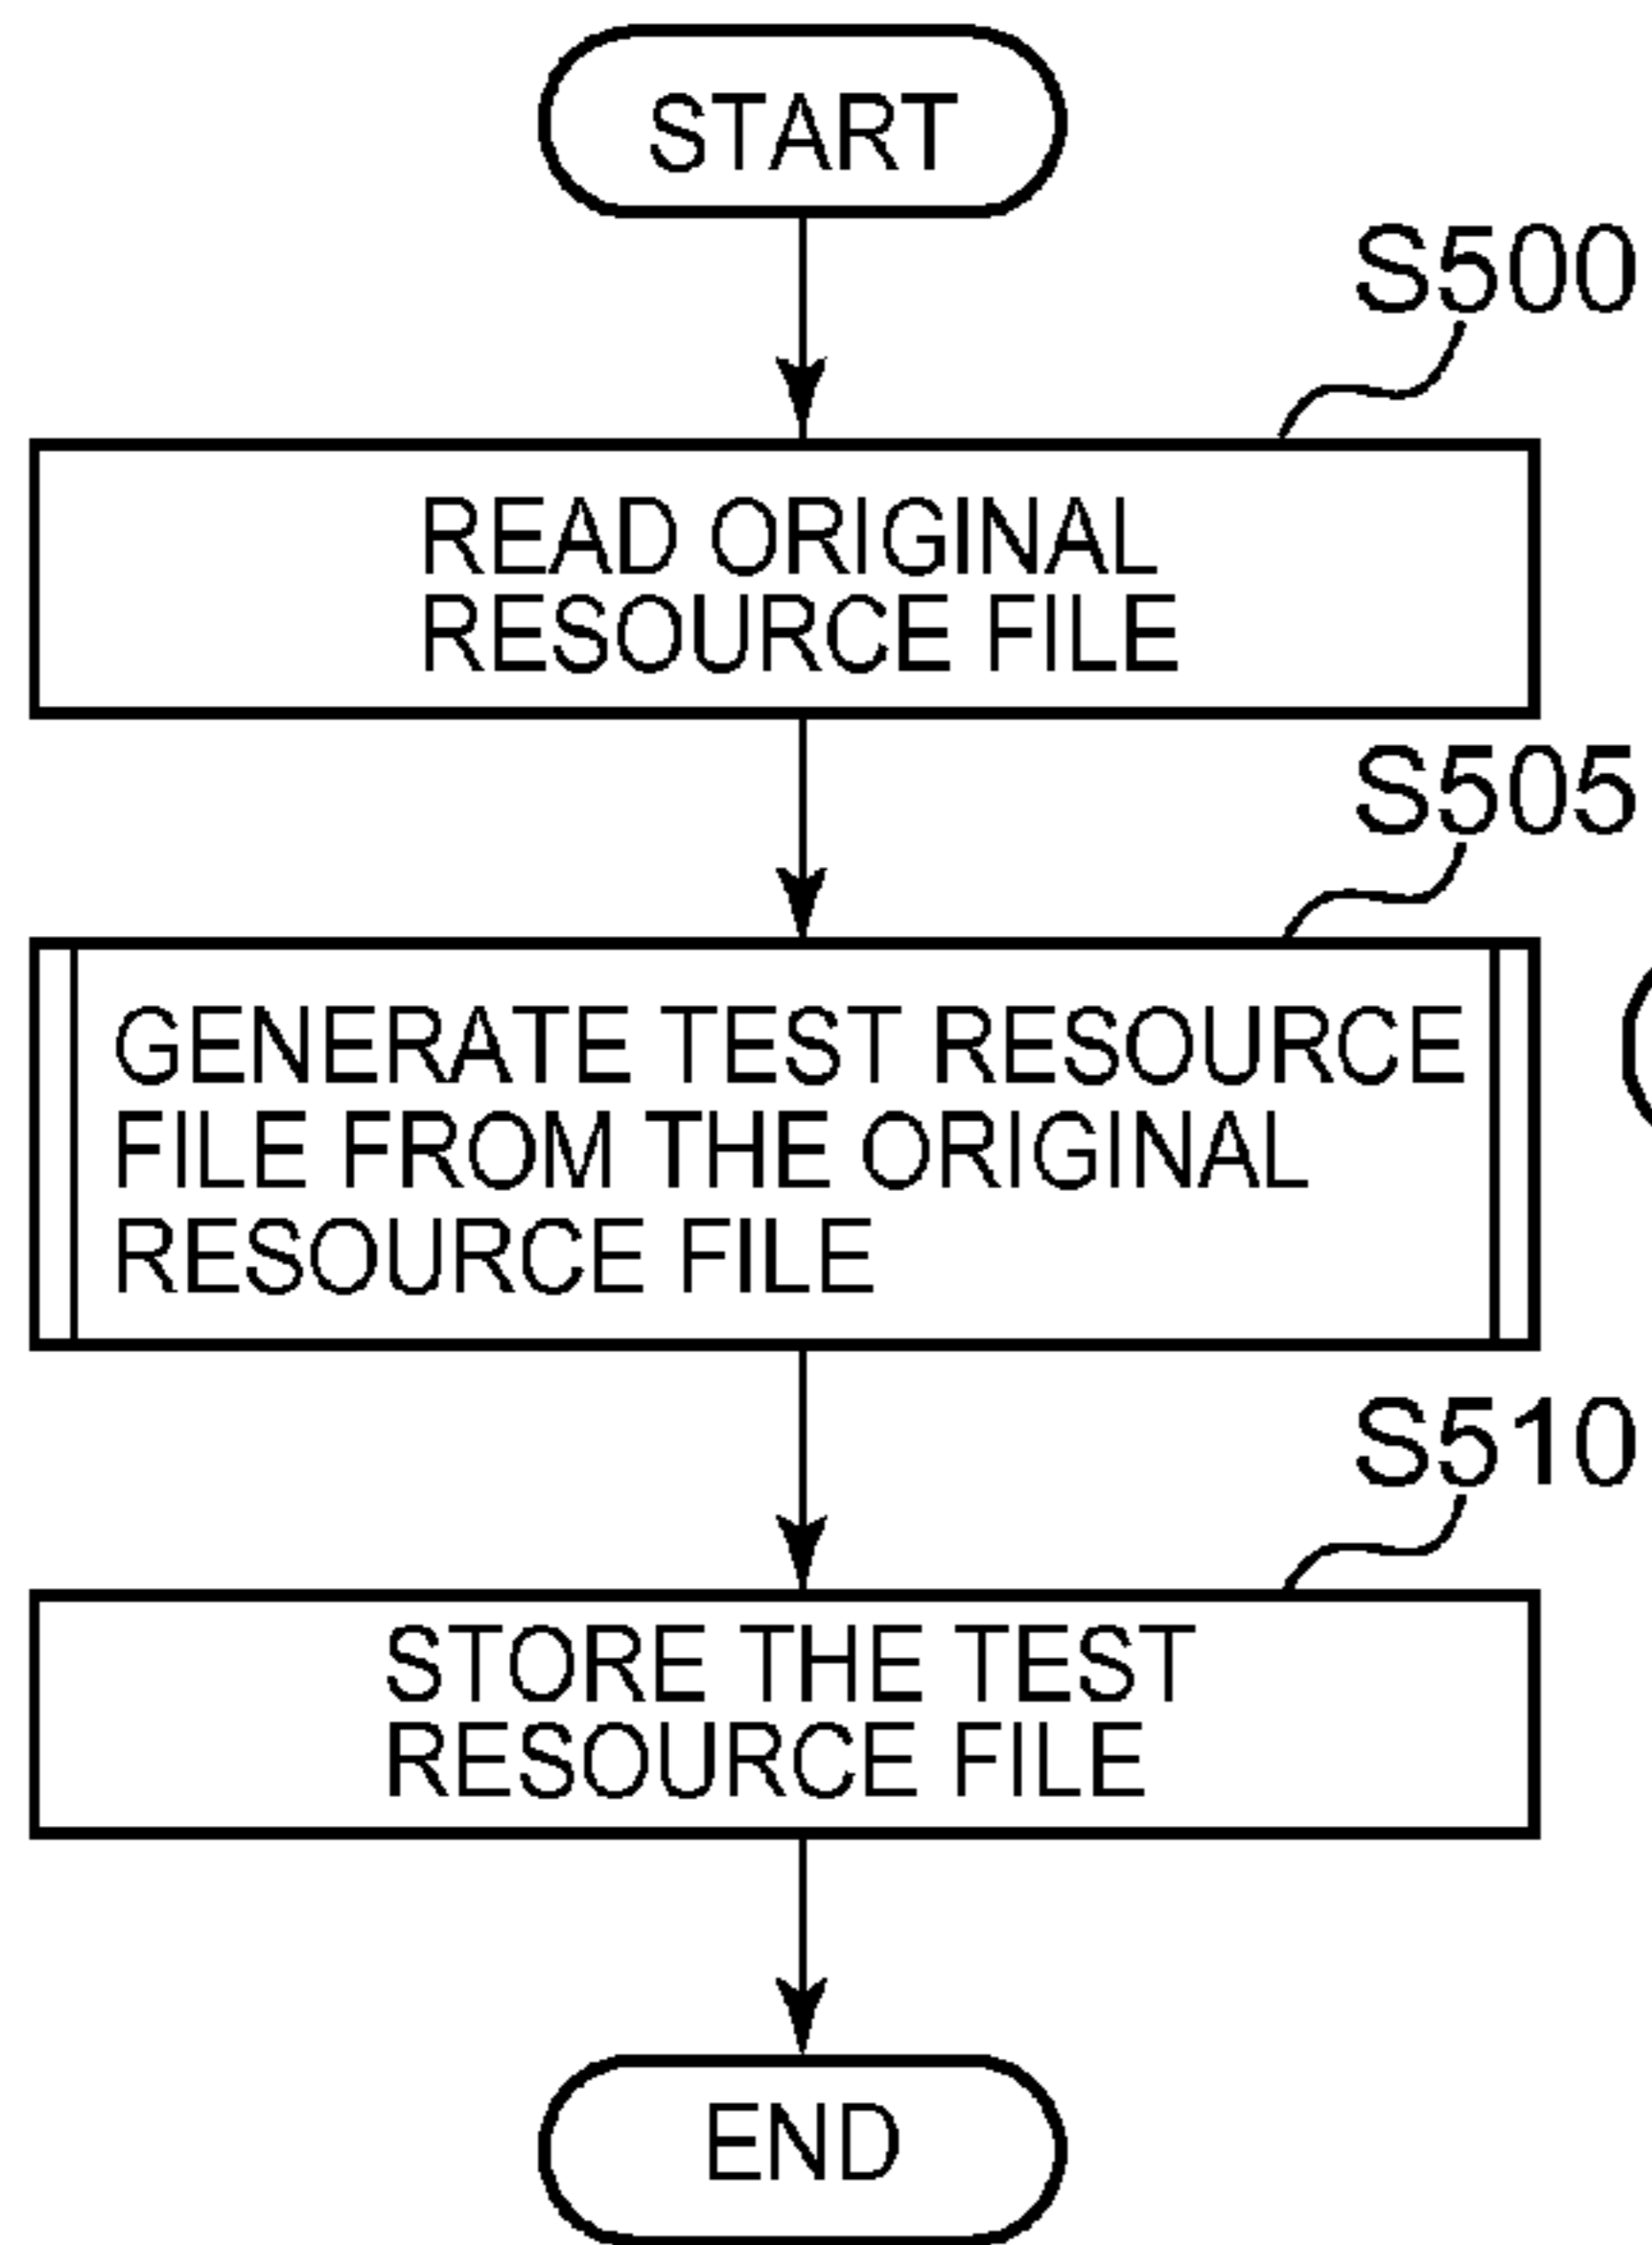 START
S500
READ ORIGINAL
RESOURCE FILE
S505
GENERATE TEST RESOURCE
FILE FROM THE ORIGINAL
RESOURCE FILE
S510
STORE THE TEST
RESOURCE FILE
END